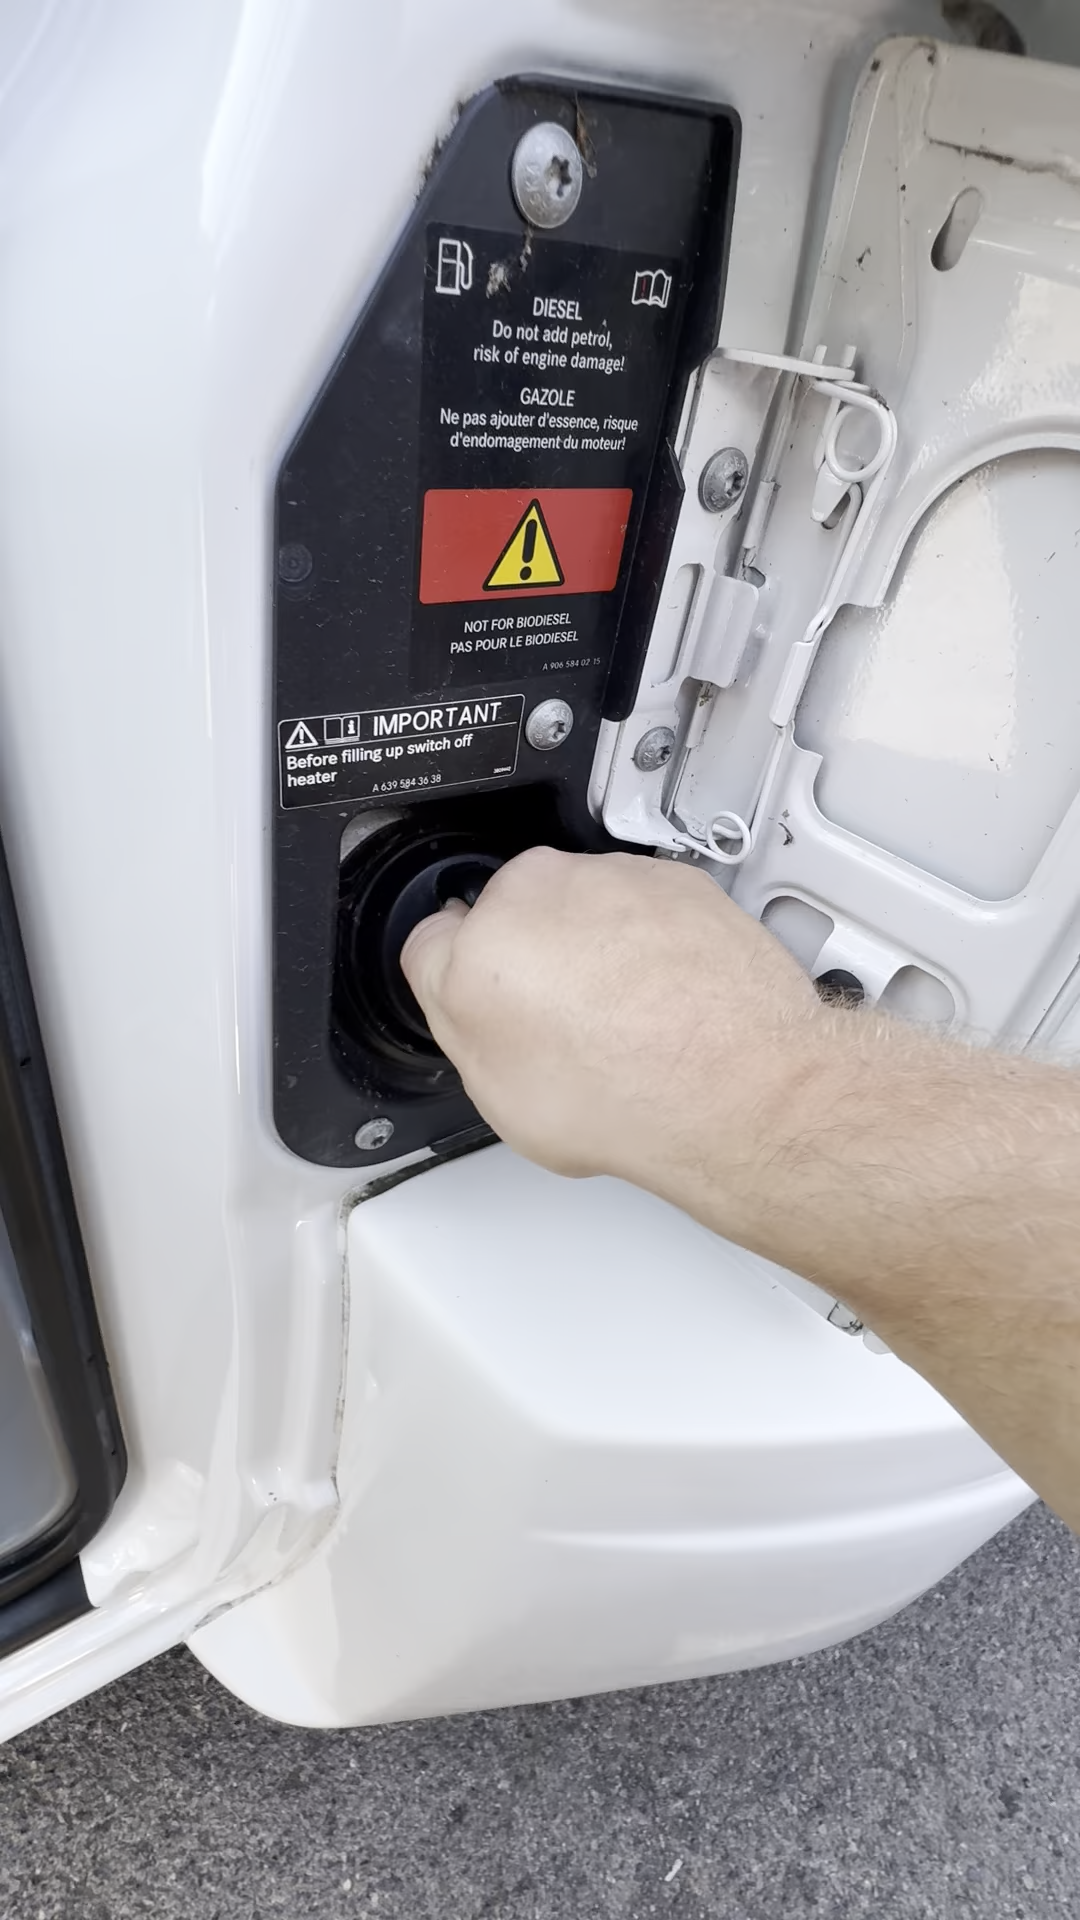 DIESEL
Do not add petrol,
risk of engine damage!
GAZOLE
Ne pas ajouter d'essence, risque
d'endomagement du moteur!
NOT FOR BIODIESEL
PAS POUR LE BIODIESEL
A 906 584 02 15
IMPORTANT
Before filling up switch off
heater
A 639 584 36 38